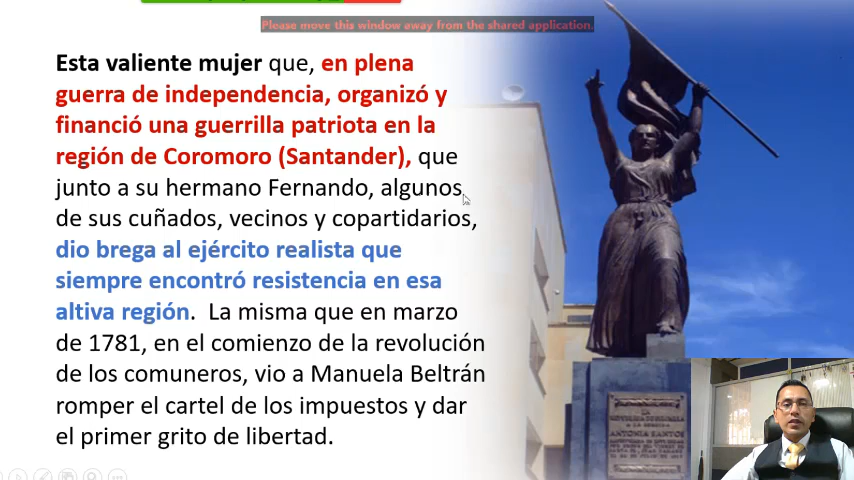 Please move this window away from the shared application.
Esta valiente mujer que, en plena
guerra de independencia, organizó y
financió una guerrilla patriota en la
región de Coromoro (Santander), que
junto a su hermano Fernando, algunos
de sus cuñados, vecinos y copartidarios,
dio brega al ejército realista que
siempre encontró resistencia en esa
altiva región. La misma que en marzo
de 1781, en el comienzo de la revolución
de los comuneros, vio a Manuela Beltrán
romper el cartel de los impuestos y dar
el primer grito de libertad.
A LA
ANTONIA SANTOS